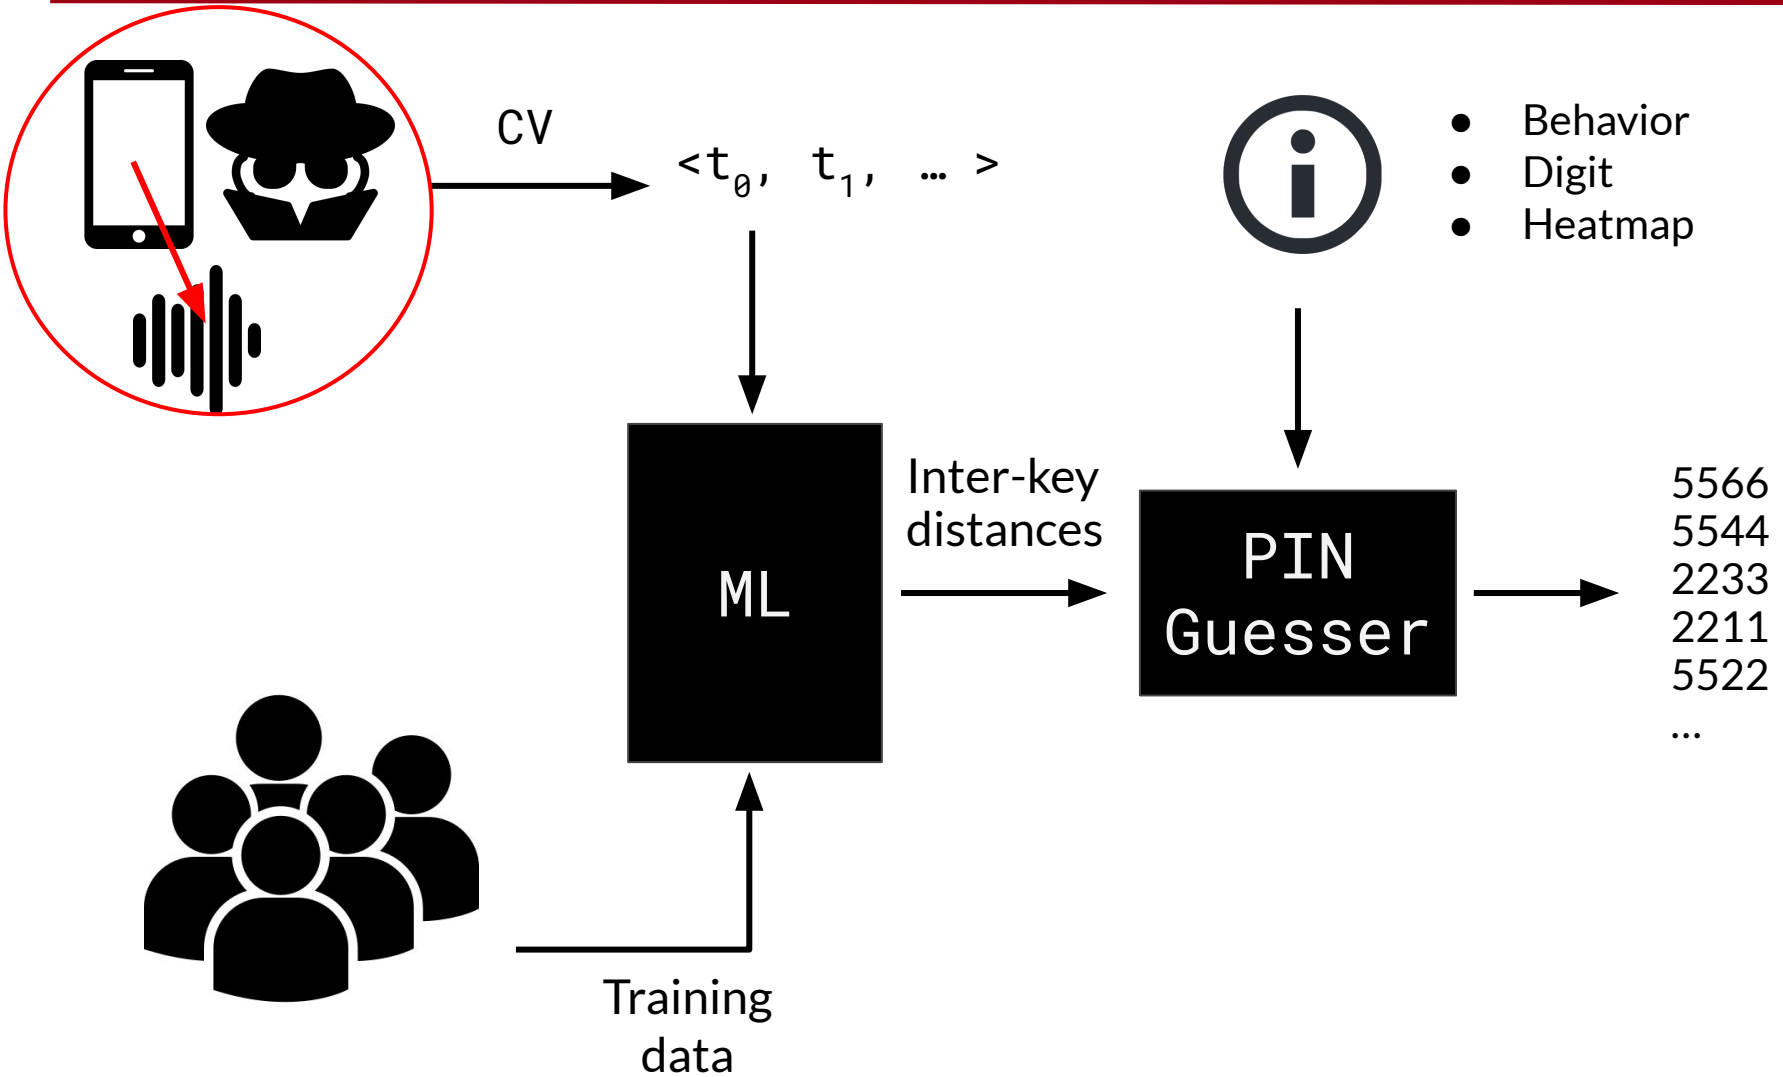 CV
<t₀, t₁, … >
● Behavior
● Digit
● Heatmap
ML
Inter-key
distances
PIN
Guesser
5566
5544
2233
2211
5522
...
Training
data